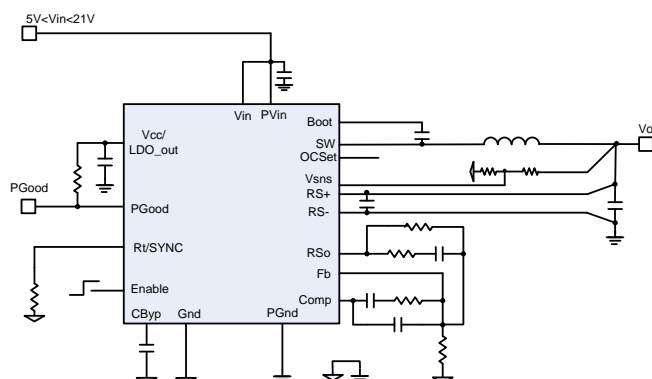 5V<Vin<21V
Vin PVin
Boot
Vcc/
LDO_out
SW
Vo
OCSet
Vsns
PGood
RS+
PGood
RS-
Rt/SYNC
RSo
Fb
Enable
Comp
CByp Gnd PGnd